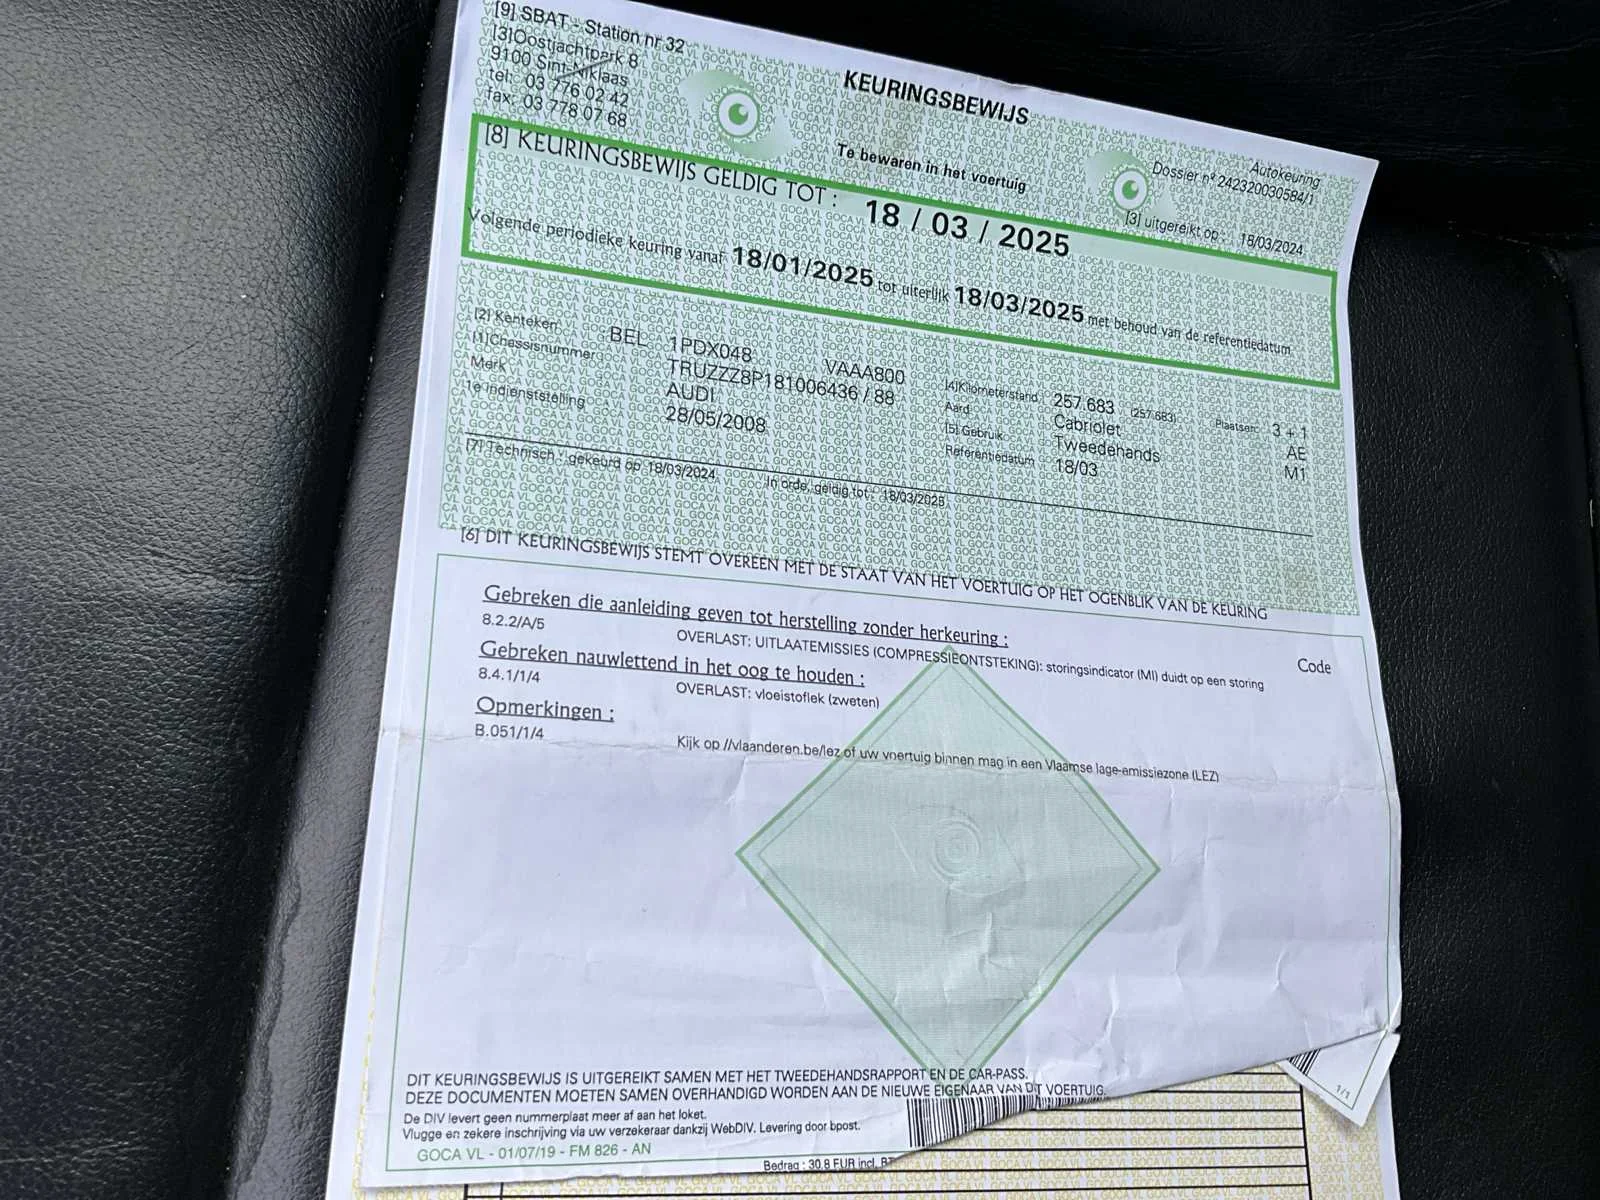 [9] SBAT - Station nr 32
[3]Oostjachtpark 8
9100 Sint-Niklaas
tel: 03 776 02 42
fax: 03 778 07 68
KEURINGSBEWIJS
Te bewaren in het voertuig
Autokeuring
Dossier n° 242320030584/1
[3] uitgereikt op : 18/03/2024
[8] KEURINGSBEWIJS GELDIG TOT : 18 / 03 / 2025
Volgende periodieke keuring vanaf 18/01/2025 tot uiterlijk 18/03/2025 met behoud van de referentiedatum
[2] Kenteken BEL 1PDX048 VAAA800
[1]Chassisnummer TRUZZZ8P181006436 / 88
Merk AUDI
1e indienststelling 28/05/2008
[4]Kilometerstand 257.683 (257.683) Plaatsen: 3 + 1
Aard Cabriolet AE
[5] Gebruik Tweedehands M1
Referentiedatum 18/03
[7] Technisch : gekeurd op 18/03/2024 In orde, geldig tot : 18/03/2025
[6] DIT KEURINGSBEWIJS STEMT OVEREEN MET DE STAAT VAN HET VOERTUIG OP HET OGENBLIK VAN DE KEURING
Gebreken die aanleiding geven tot herstelling zonder herkeuring : Code
8.2.2/A/5 OVERLAST: UITLAATEMISSIES (COMPRESSIEONTSTEKING): storingsindicator (MI) duidt op een storing
Gebreken nauwlettend in het oog te houden :
8.4.1/1/4 OVERLAST: vloeistoflek (zweten)
Opmerkingen :
B.051/1/4 Kijk op //vlaanderen.be/lez of uw voertuig binnen mag in een Vlaamse lage-emissiezone (LEZ)
DIT KEURINGSBEWIJS IS UITGEREIKT SAMEN MET HET TWEEDEHANDSRAPPORT EN DE CAR-PASS.
DEZE DOCUMENTEN MOETEN SAMEN OVERHANDIGD WORDEN AAN DE NIEUWE EIGENAAR VAN DIT VOERTUIG.
De DIV levert geen nummerplaat meer af aan het loket.
Vlugge en zekere inschrijving via uw verzekeraar dankzij WebDIV. Levering door bpost.
GOCA VL - 01/07/19 - FM 826 - AN
Bedrag : 30.8 EUR incl.
1/1